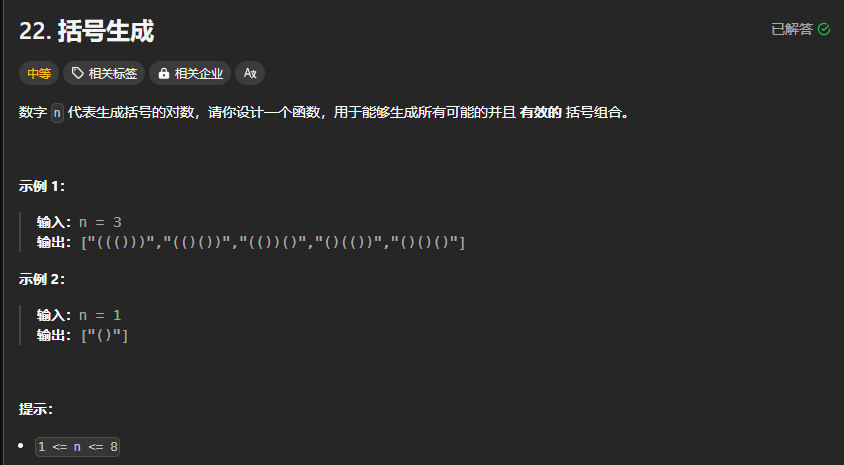 22. 括号生成
已解答
中等 相关标签 相关企业 Aあ
数字 n 代表生成括号的对数，请你设计一个函数，用于能够生成所有可能的并且 有效的 括号组合。
示例 1：
输入：n = 3
输出：["((()))","(()())","(())()","()(())","()()()"]
示例 2：
输入：n = 1
输出：["()"]
提示：
1 <= n <= 8